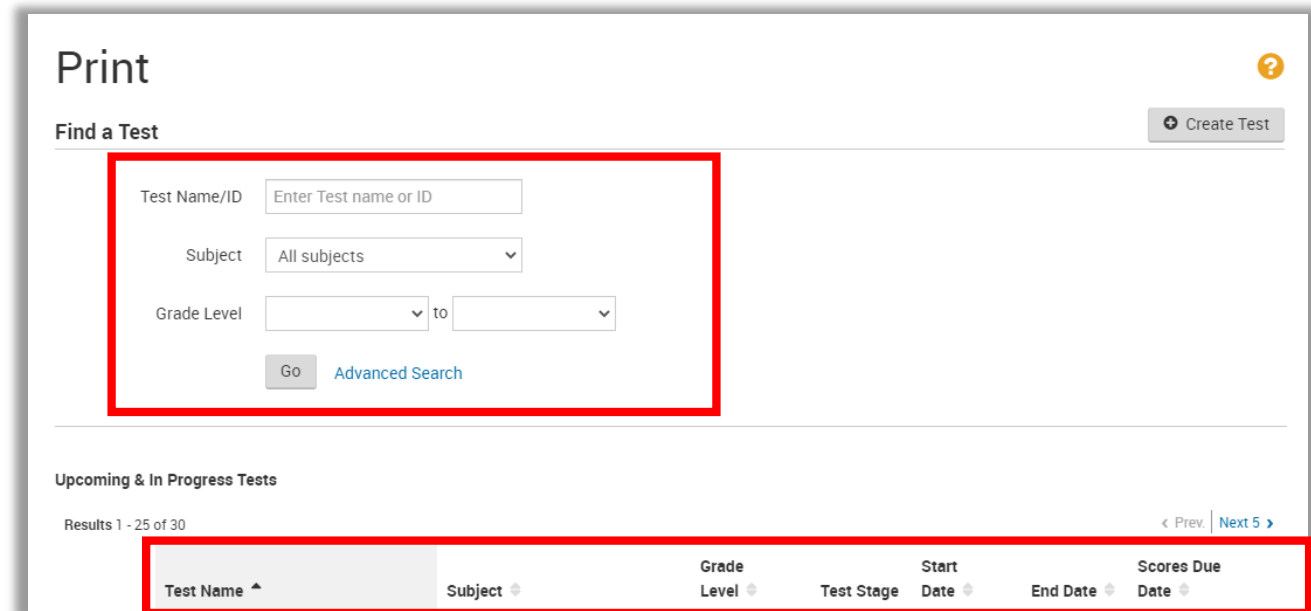 Print
?
Find a Test
Create Test
Test Name/ID Enter Test name or ID
Subject All subjects
Grade Level to
Go Advanced Search
Upcoming & In Progress Tests
Results 1 - 25 of 30
Prev. Next 5
Test Name Subject Grade Level Test Stage Start Date End Date Scores Due Date